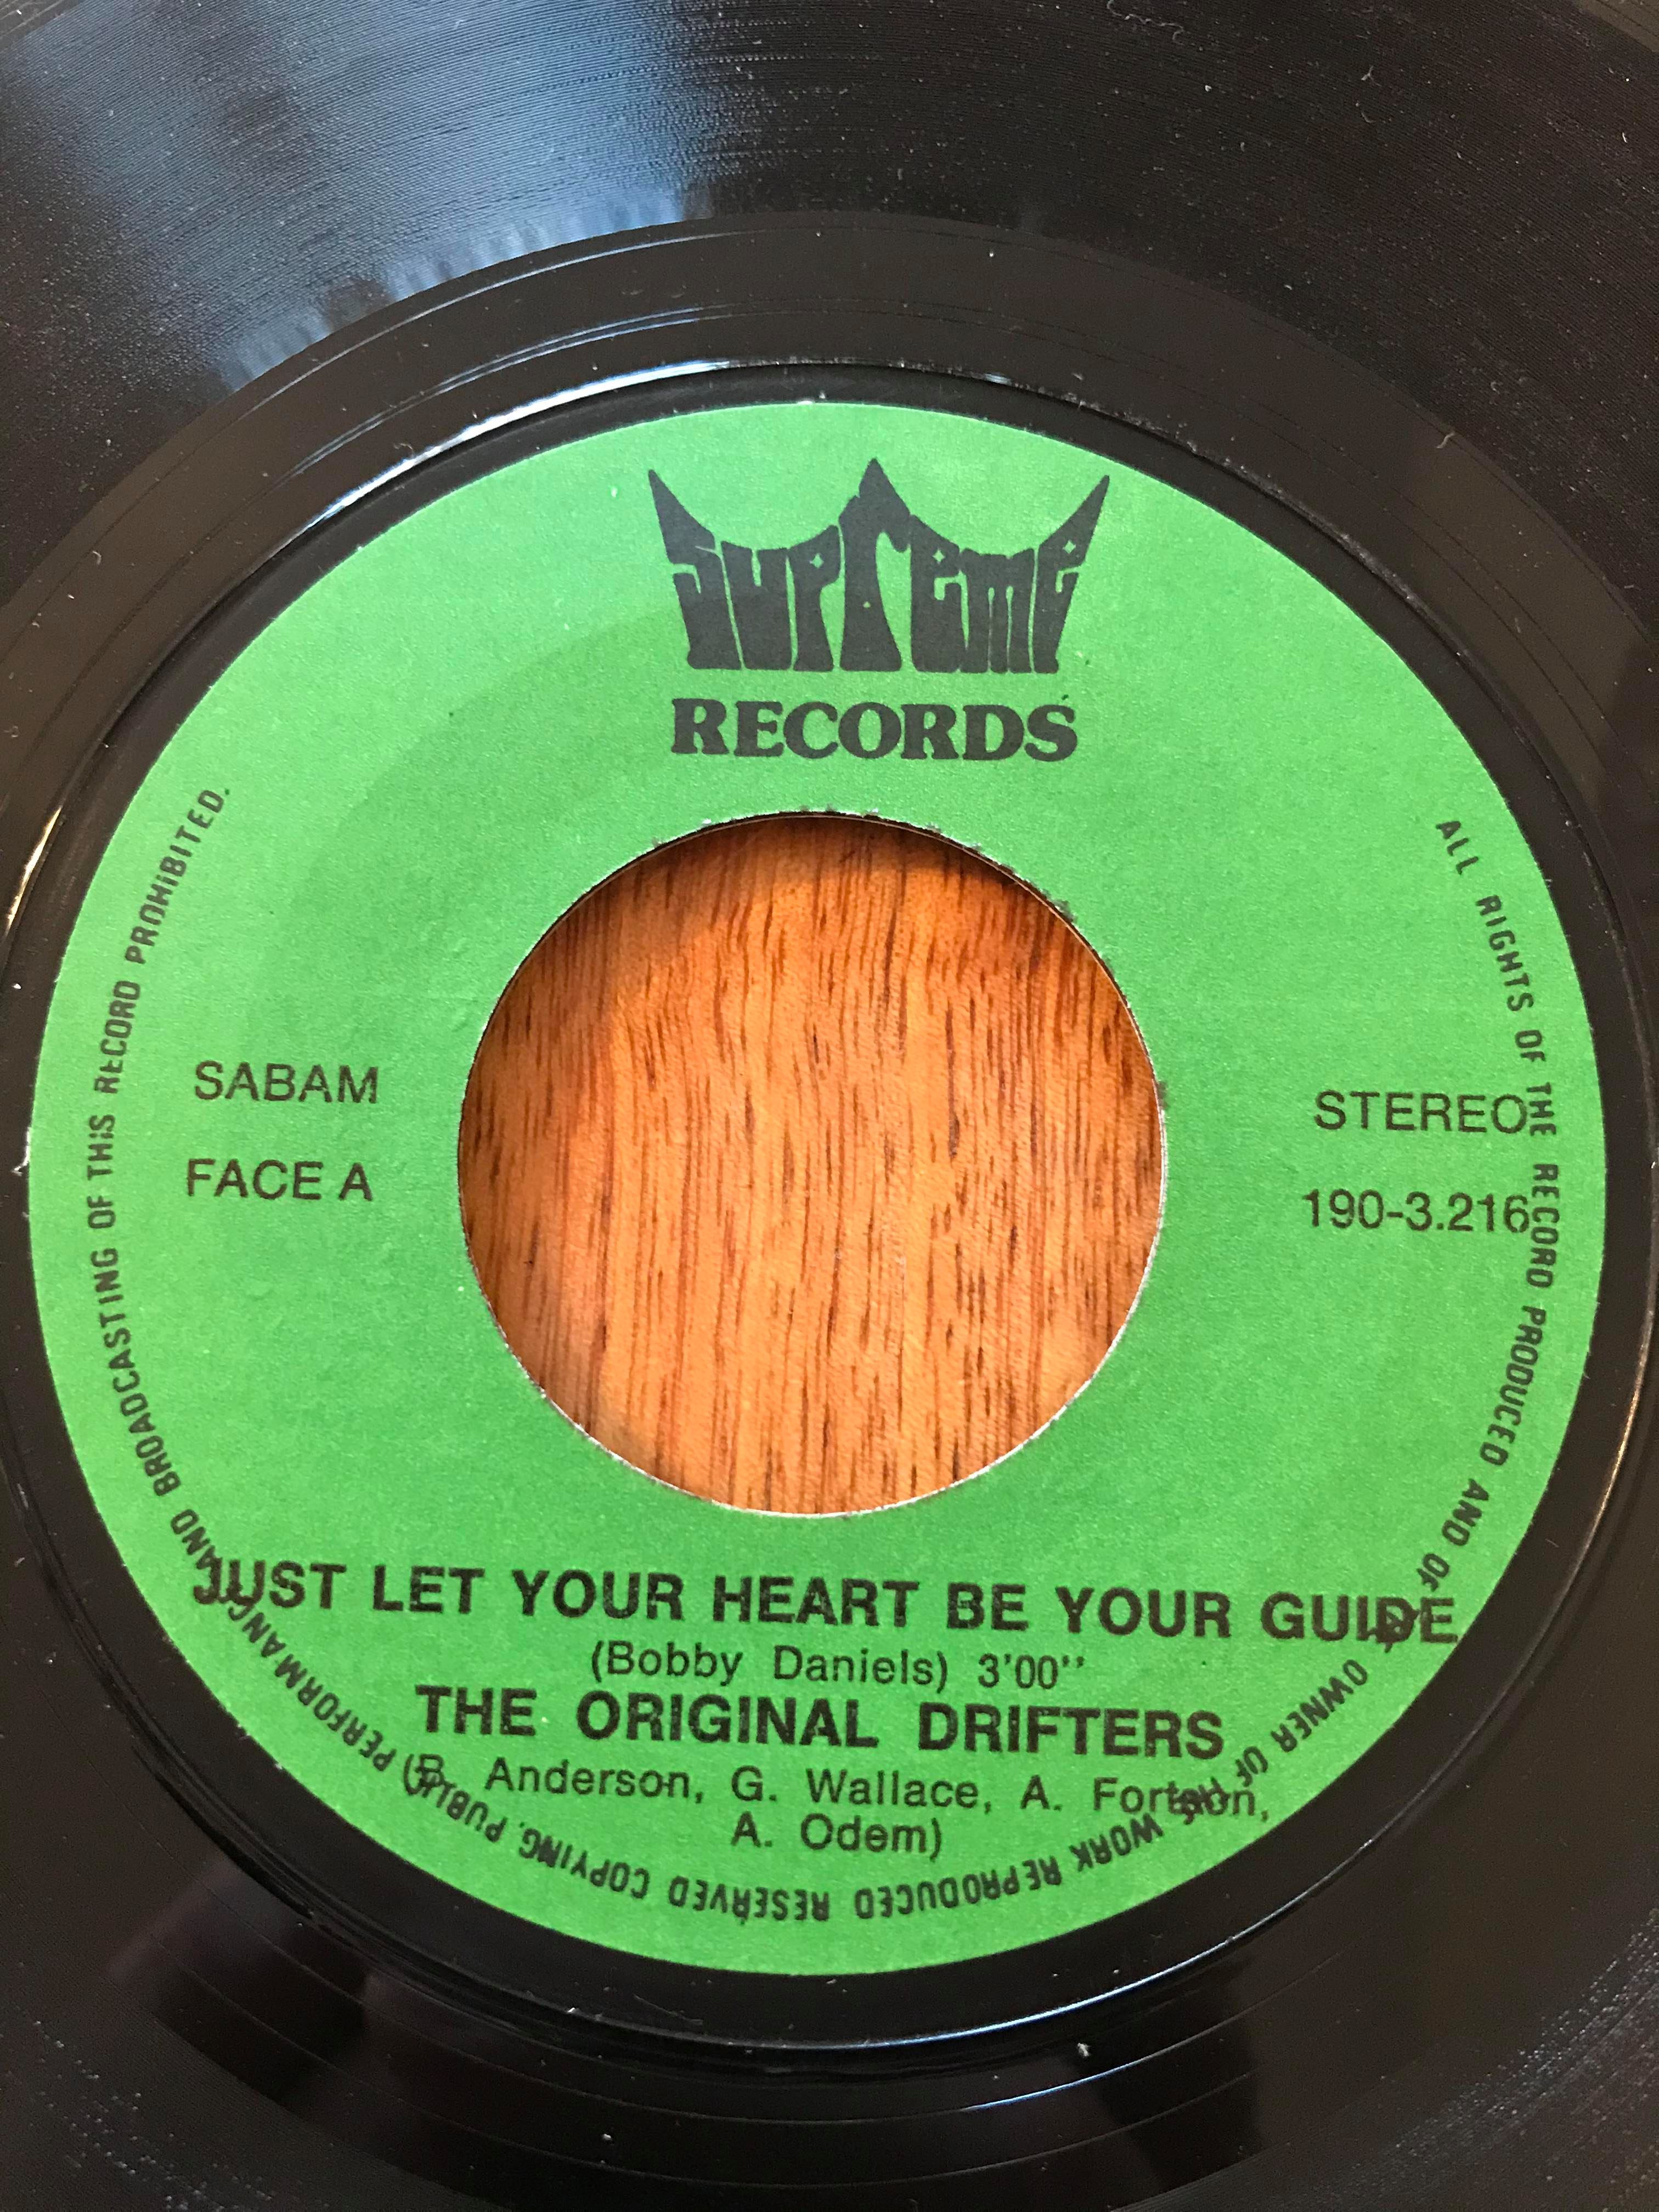 SUPREME
RECORDS
SABAM
FACE A
STEREO
190-3.216
JUST LET YOUR HEART BE YOUR GUIDE
(Bobby Daniels) 3'00''
THE ORIGINAL DRIFTERS
(B. Anderson, G. Wallace, A. Fortson,
A. Odem)
ALL RIGHTS OF THE RECORD PRODUCED AND OF THE OWNER OF THE WORK REPRODUCED RESERVED COPYING, PUBLIC PERFORMANCE AND BROADCASTING OF THIS RECORD PROHIBITED.